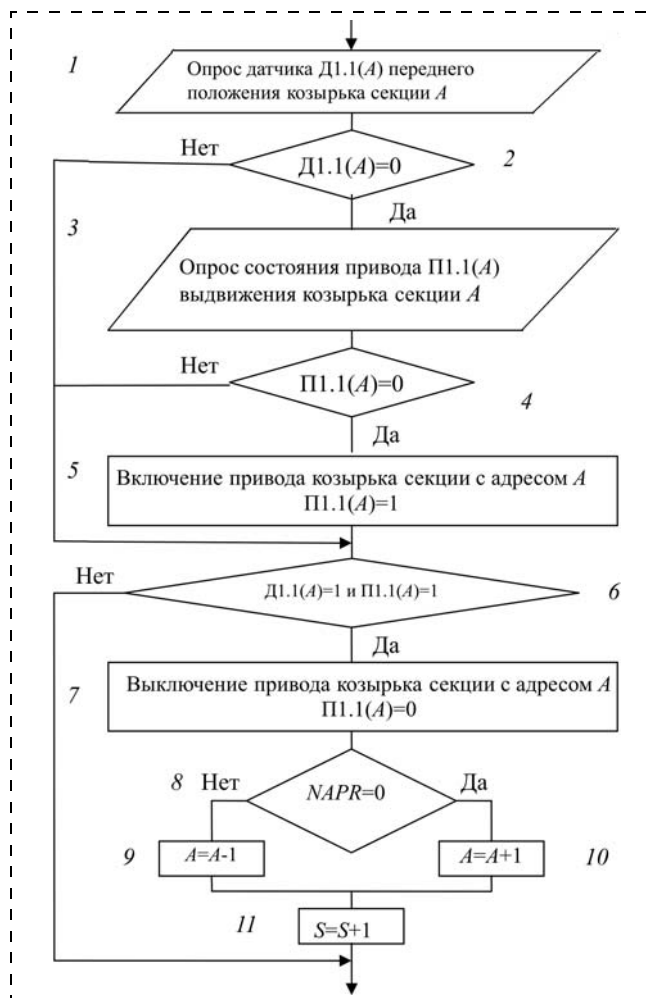 1
Опрос датчика Д1.1(А) переднего
положения козырька секции А
Нет
Д1.1(А)=0
2
Да
3
Опрос состояния привода П1.1(А)
выдвижения козырька секции А
Нет
П1.1(А)=0
4
Да
5
Включение привода козырька секции с адресом А
П1.1(А)=1
Нет
Д1.1(А)=1 и П1.1(А)=1
6
Да
7
Выключение привода козырька секции с адресом А
П1.1(А)=0
8
Нет
NAPR=0
Да
9
A=A-1
A=A+1
10
11
S=S+1